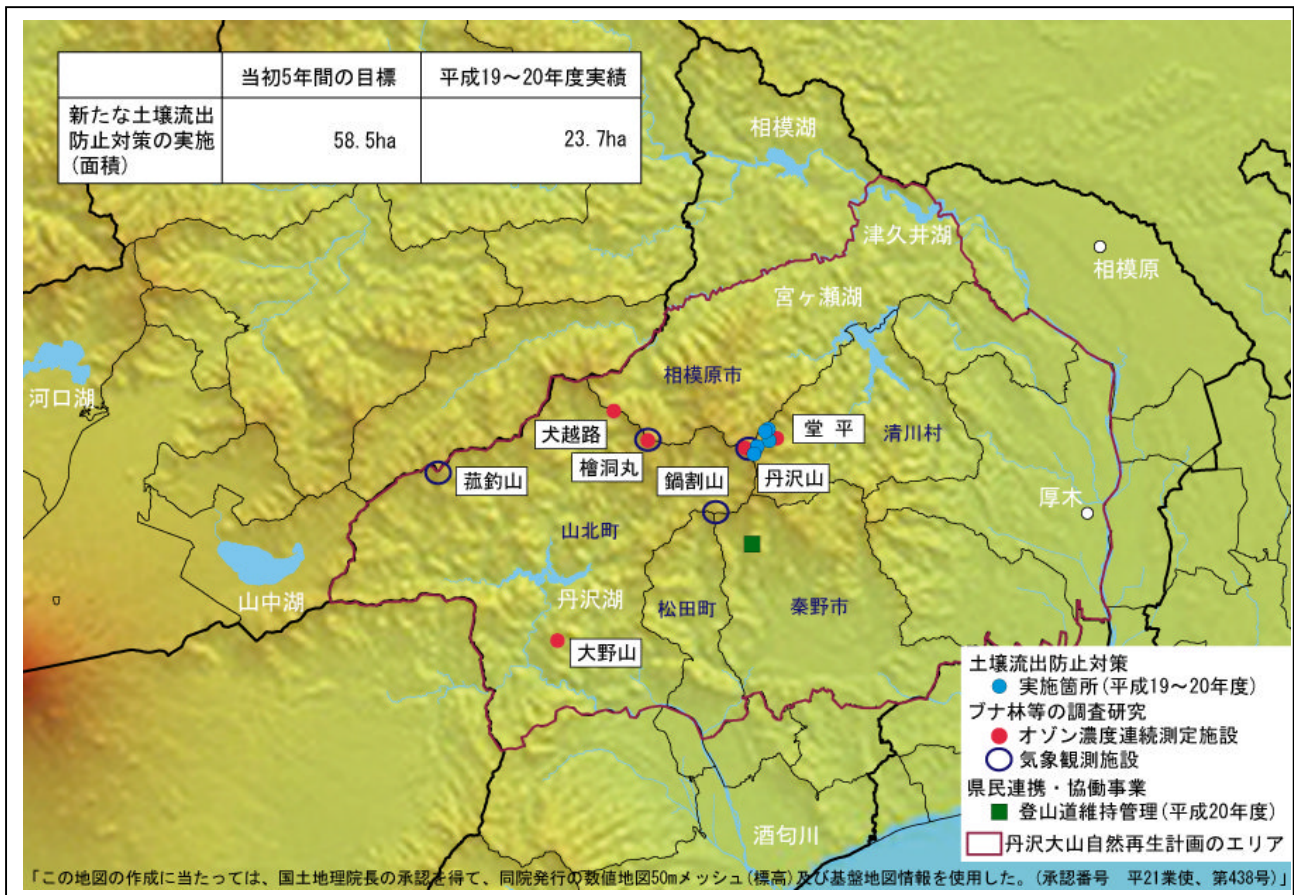 当初5年間の目標
平成19～20年度実績
新たな土壌流出
防止対策の実施
(面積)
58.5ha
23.7ha
相模湖
津久井湖
相模原
宮ヶ瀬湖
河口湖
相模原市
犬越路
堂 平
清川村
檜洞丸
菰釣山
鍋割山
丹沢山
厚木
山北町
山中湖
丹沢湖
松田町
秦野市
大野山
酒匂川
土壌流出防止対策
実施箇所(平成19～20年度)
ブナ林等の調査研究
オゾン濃度連続測定施設
気象観測施設
県民連携・協働事業
登山道維持管理(平成20年度)
丹沢大山自然再生計画のエリア
「この地図の作成に当たっては、国土地理院長の承認を得て、同院発行の数値地図50mメッシュ(標高)及び基盤地図情報を使用した。(承認番号　平21業使、第438号)」